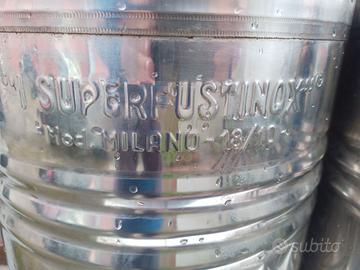 "I SUPERFUSTINOX"®
"Mod. MILANO" 18/10
subito